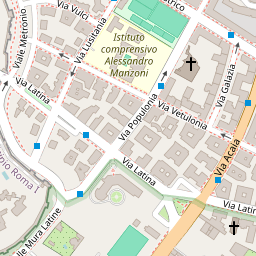 Via Vulci
Via Lusitania
Viale Metronio
Istituto
comprensivo
Alessandro
Manzoni
Via Galazia
Via Latina
Via Populonia
Via Vetulonia
Via Acaia
Via Latina
Roma
Mura Latine
Via Latina